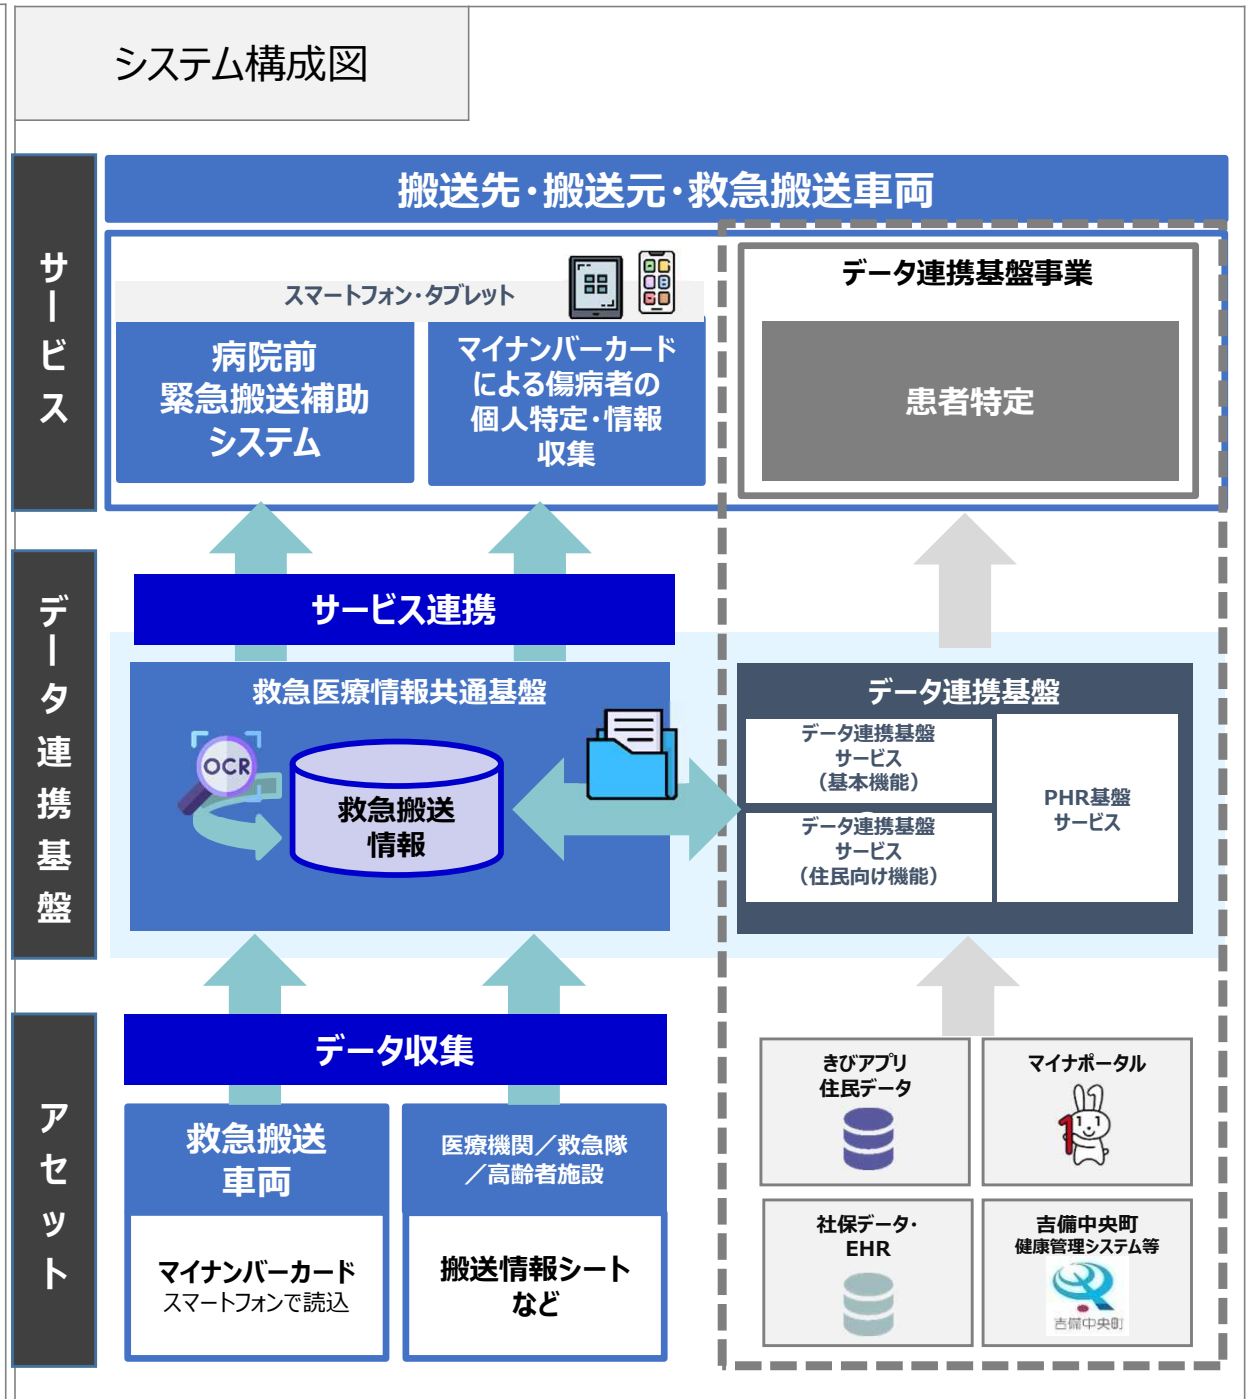 システム構成図
サービス
搬送先・搬送元・救急搬送車両
スマートフォン・タブレット
病院前
緊急搬送補助
システム
マイナンバーカード
による傷病者の
個人特定・情報
収集
データ連携基盤事業
患者特定
データ連携基盤
サービス連携
救急医療情報共通基盤
OCR
救急搬送
情報
データ連携基盤
データ連携基盤
サービス
（基本機能）
データ連携基盤
サービス
（住民向け機能）
PHR基盤
サービス
アセット
データ収集
救急搬送
車両
マイナンバーカード
スマートフォンで読込
医療機関／救急隊
／高齢者施設
搬送情報シート
など
きびアプリ
住民データ
マイナポータル
1
社保データ・
EHR
吉備中央町
健康管理システム等
吉備中央町